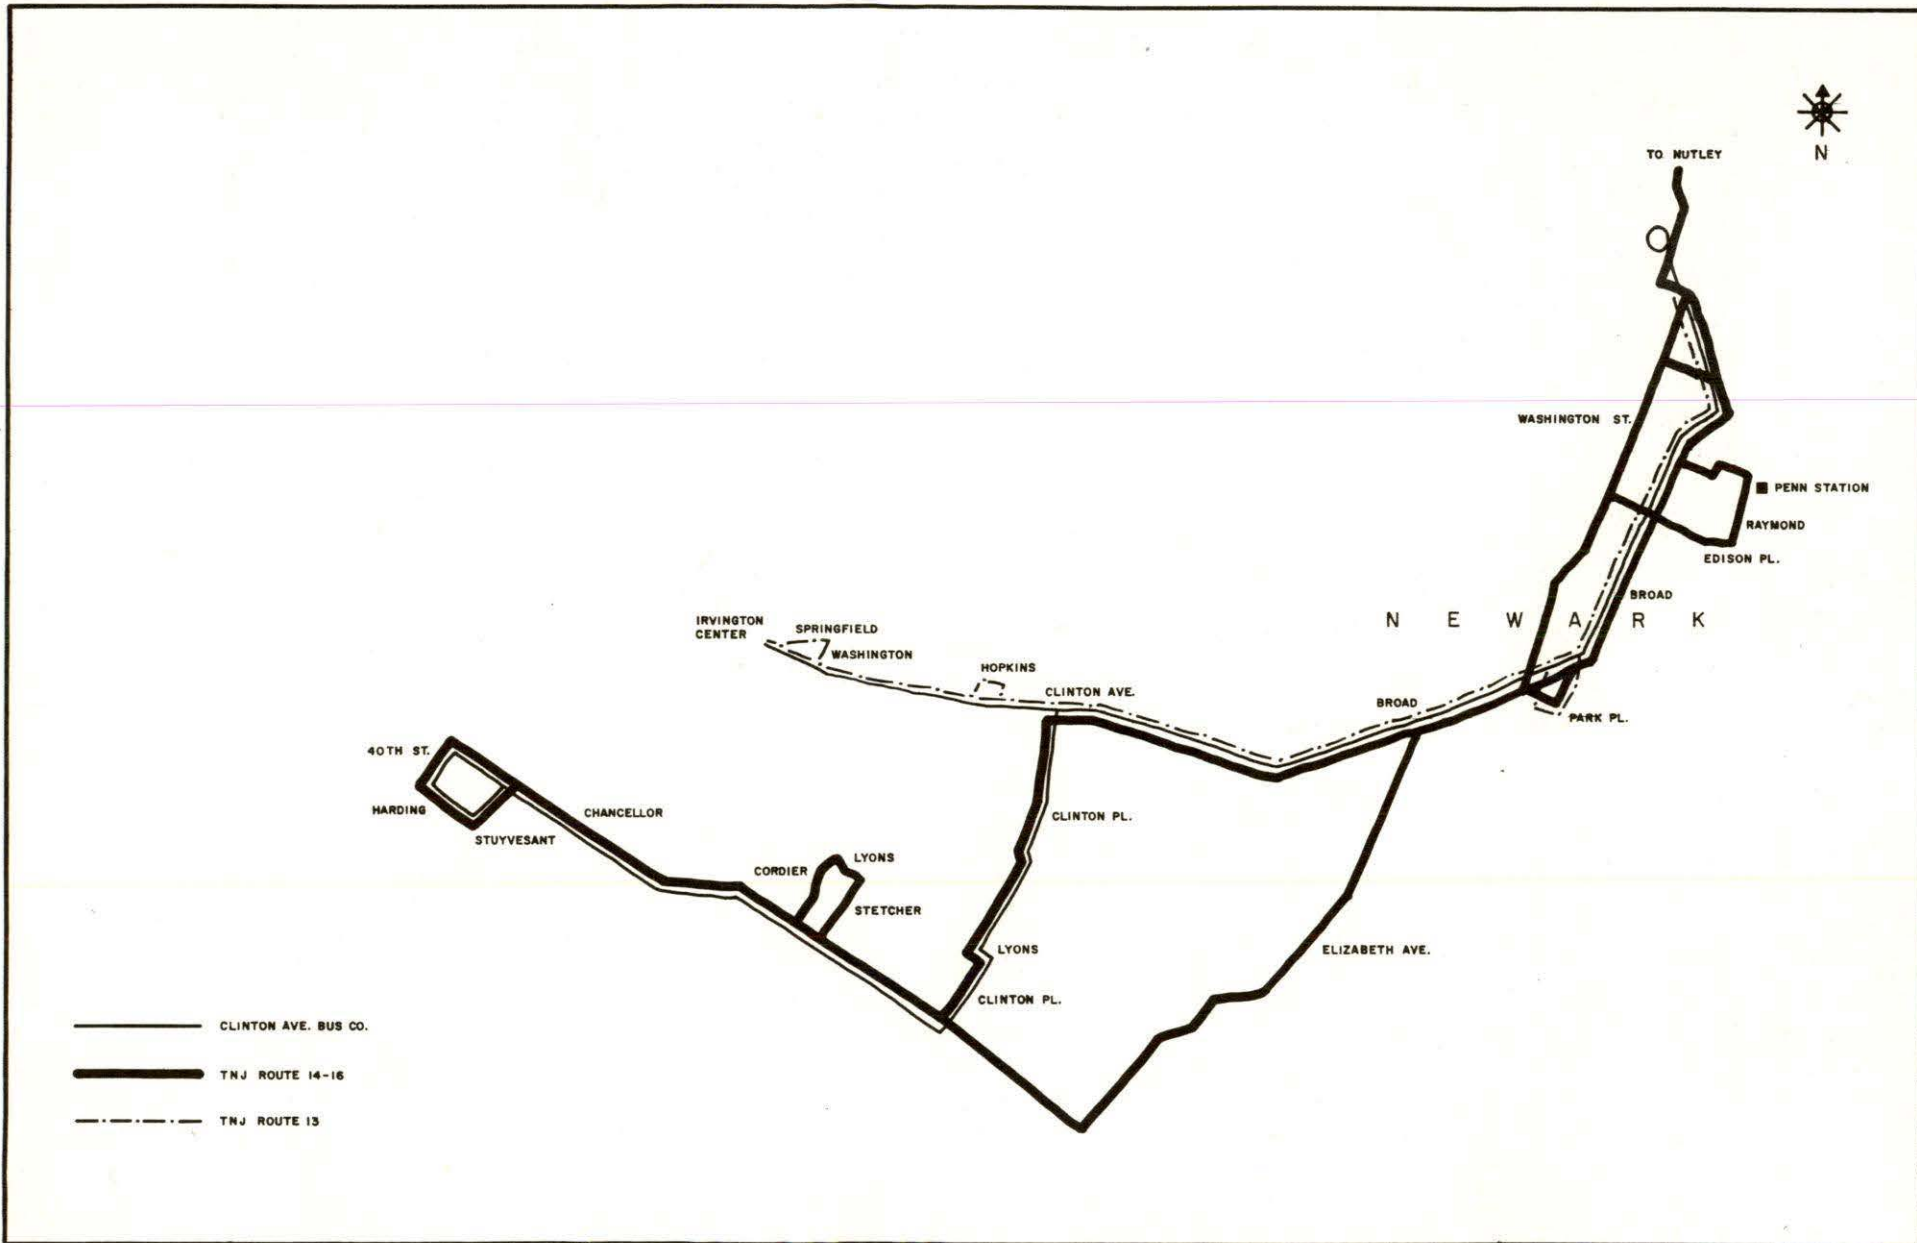 TO NUTLEY
N
WASHINGTON ST.
PENN STATION
RAYMOND
EDISON PL.
BROAD
NEWARK
IRVINGTON
CENTER
SPRINGFIELD
WASHINGTON
HOPKINS
CLINTON AVE.
BROAD
PARK PL.
40TH ST.
HARDING
STUYVESANT
CHANCELLOR
CLINTON PL.
CORDIER
LYONS
STETCHER
LYONS
ELIZABETH AVE.
CLINTON PL.
CLINTON AVE. BUS CO.
TNJ ROUTE 14-16
TNJ ROUTE 13